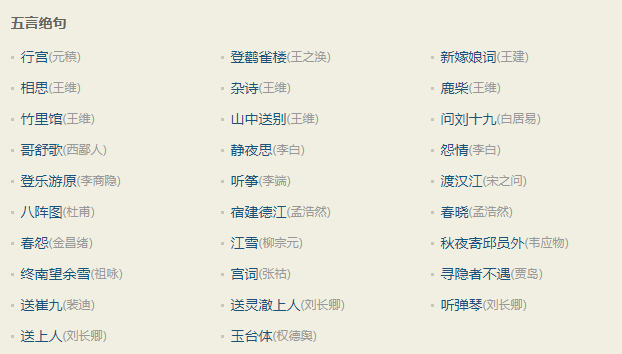 五言绝句
行宫(元稹) 登鹳雀楼(王之涣) 新嫁娘词(王建)
相思(王维) 杂诗(王维) 鹿柴(王维)
竹里馆(王维) 山中送别(王维) 问刘十九(白居易)
哥舒歌(西鄙人) 静夜思(李白) 怨情(李白)
登乐游原(李商隐) 听筝(李端) 渡汉江(宋之问)
八阵图(杜甫) 宿建德江(孟浩然) 春晓(孟浩然)
春怨(金昌绪) 江雪(柳宗元) 秋夜寄邱员外(韦应物)
终南望余雪(祖咏) 宫词(张祜) 寻隐者不遇(贾岛)
送崔九(裴迪) 送灵澈上人(刘长卿) 听弹琴(刘长卿)
送上人(刘长卿) 玉台体(权德舆)